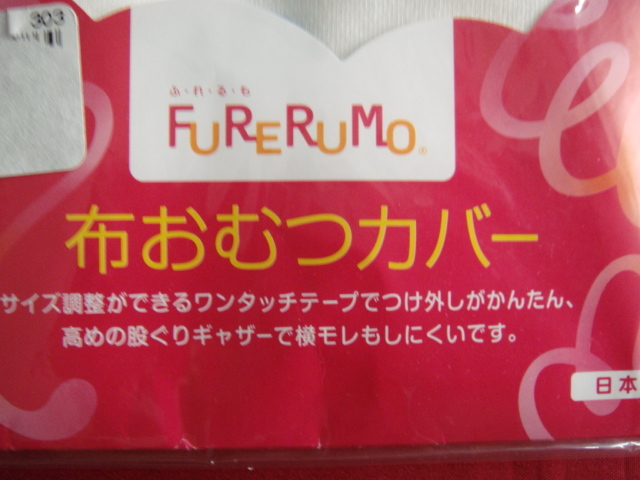 303
ふ・れ・る・も
FURERUMO®
布おむつカバー
サイズ調整ができるワンタッチテープでつけ外しがかんたん、
高めの股ぐりギャザーで横モレもしにくいです。
日本